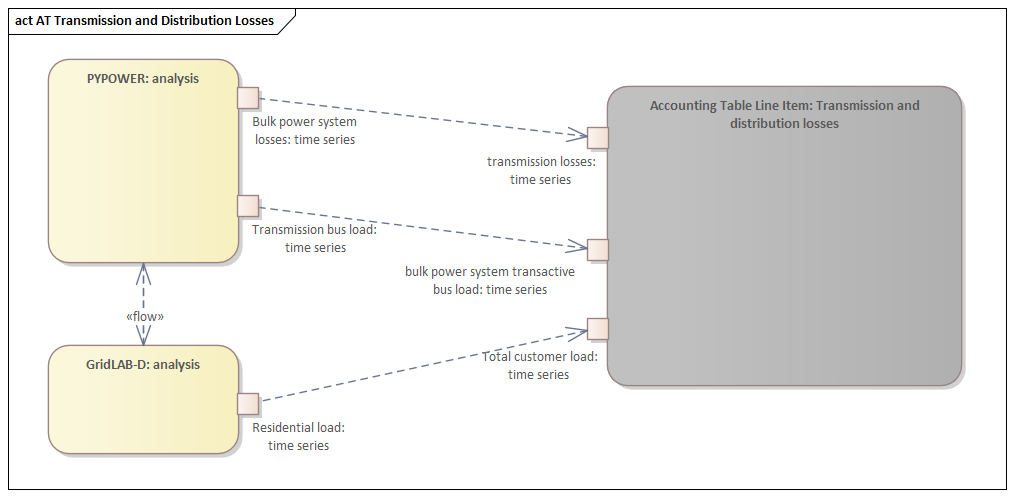 act AT Transmission and Distribution Losses
PYPOWER: analysis
Bulk power system
losses: time series
Transmission bus load:
time series
«flow»
GridLAB-D: analysis
Residential load:
time series
Accounting Table Line Item: Transmission and
distribution losses
transmission losses:
time series
bulk power system transactive
bus load: time series
Total customer load:
time series